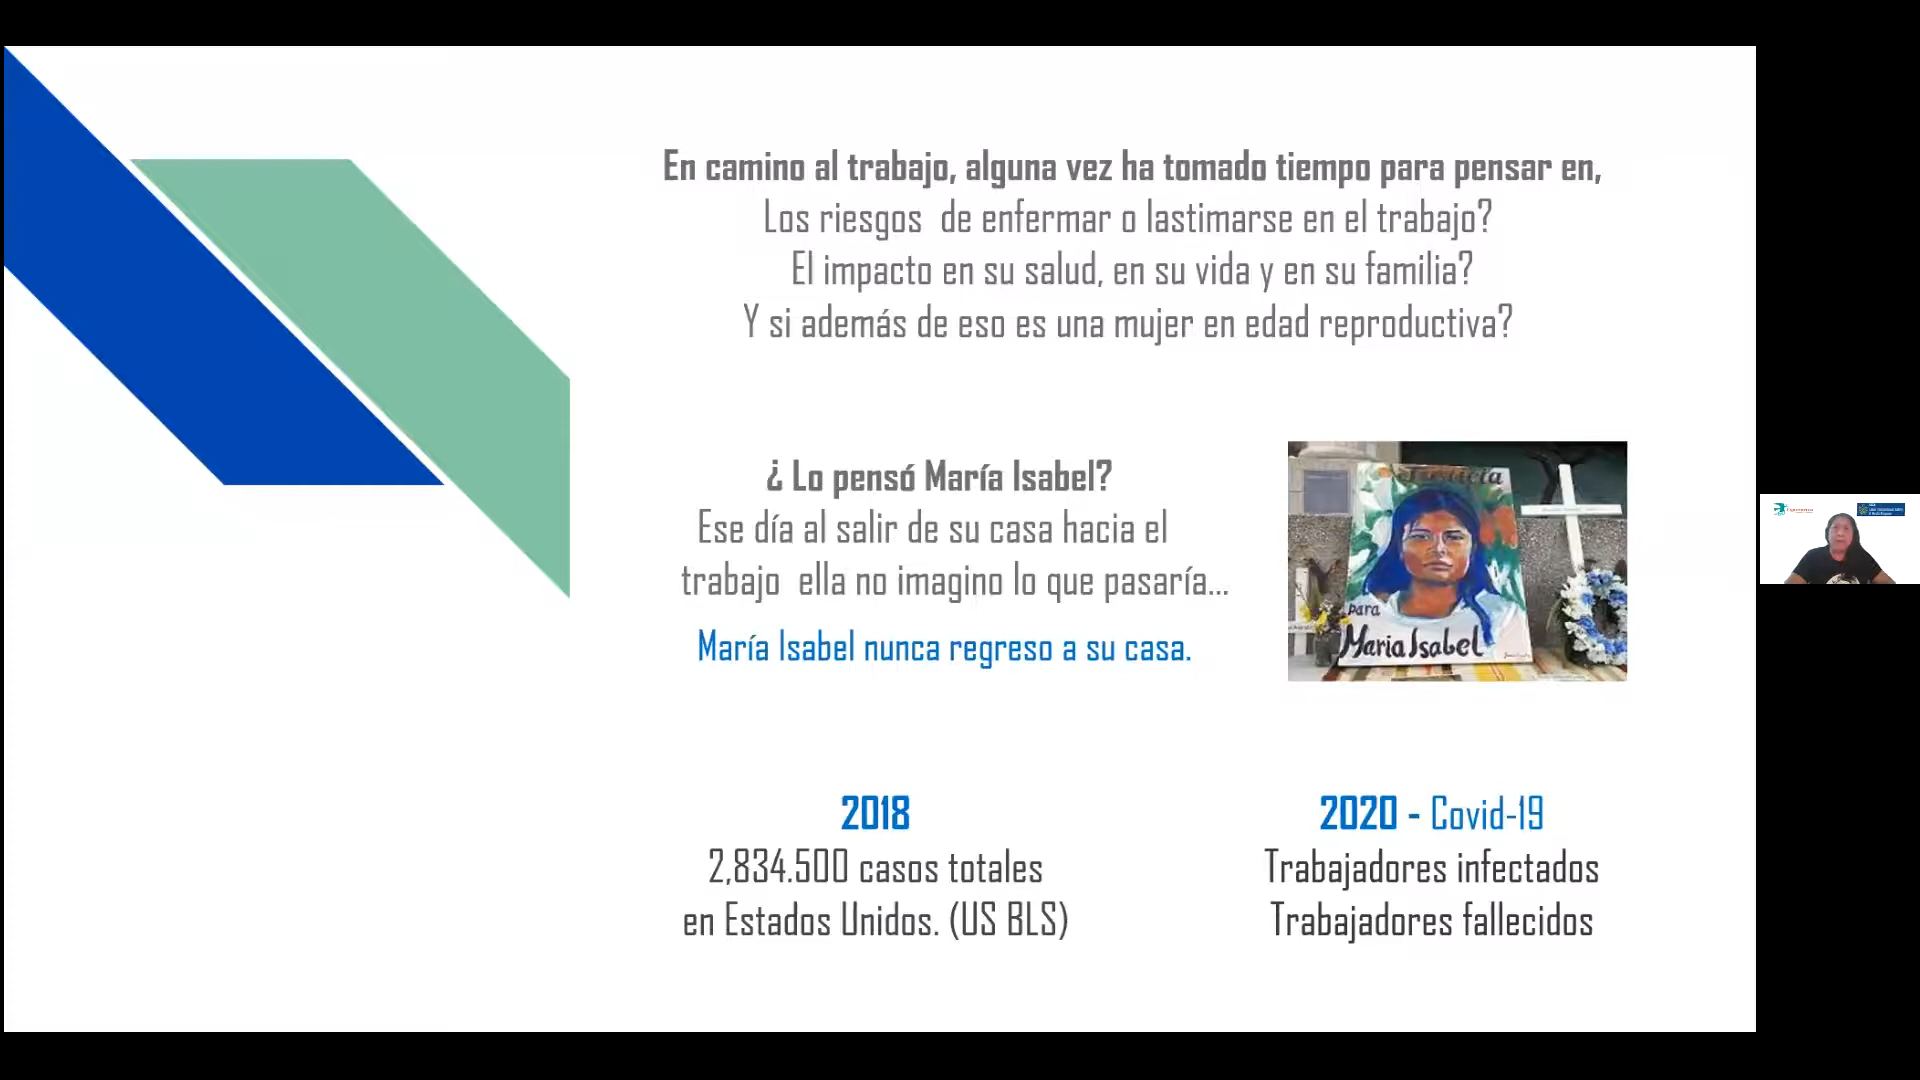 En camino al trabajo, alguna vez ha tomado tiempo para pensar en,
Los riesgos de enfermar o lastimarse en el trabajo?
El impacto en su salud, en su vida y en su familia?
Y si además de eso es una mujer en edad reproductiva?
¿ Lo pensó María Isabel?
Ese día al salir de su casa hacia el
trabajo ella no imagino lo que pasaría...
María Isabel nunca regreso a su casa.
Justicia
para
Maria Isabel
2018
2,834.500 casos totales
en Estados Unidos. (US BLS)
2020 - Covid-19
Trabajadores infectados
Trabajadores fallecidos